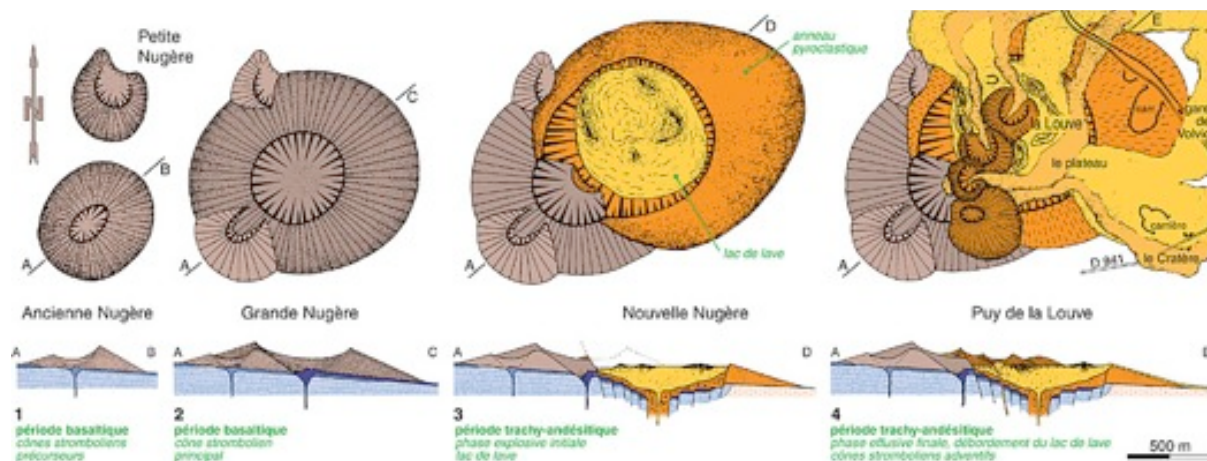 N
Petite
Nugère
A
B
Ancienne Nugère
A
C
Grande Nugère
A
D
anneau
pyroclastique
lac de lave
Nouvelle Nugère
A
E
la Louve
le plateau
gare
de
Volvic
carrière
le Cratère
D 941
Puy de la Louve
A
B
1
période basaltique
cônes stromboliens
précurseurs
A
C
2
période basaltique
cône strombolien
principal
A
D
3
période trachy-andésitique
phase explosive initiale
lac de lave
A
E
4
période trachy-andésitique
phase effusive finale, débordement du lac de lave
cônes stromboliens adventifs
500 m